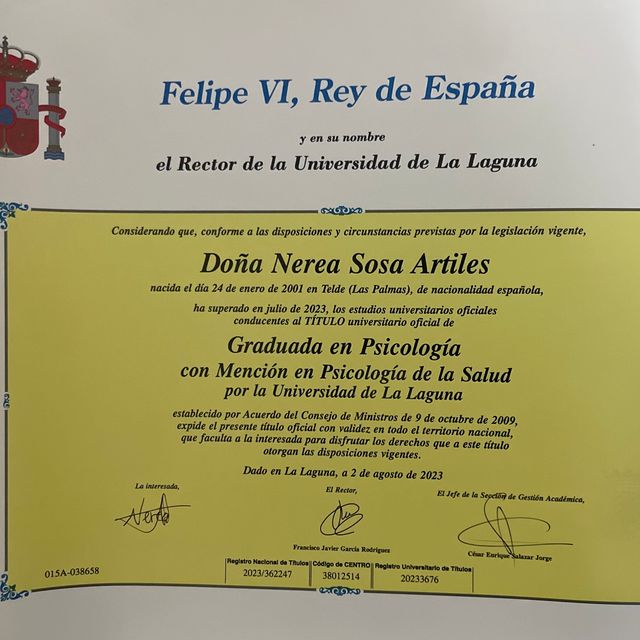 Felipe VI, Rey de España
y en su nombre
el Rector de la Universidad de La Laguna
Considerando que, conforme a las disposiciones y circunstancias previstas por la legislación vigente,
Doña Nerea Sosa Artiles
nacida el día 24 de enero de 2001 en Telde (Las Palmas), de nacionalidad española,
ha superado en julio de 2023, los estudios universitarios oficiales
conducentes al TÍTULO universitario oficial de
Graduada en Psicología
con Mención en Psicología de la Salud
por la Universidad de La Laguna
establecido por Acuerdo del Consejo de Ministros de 9 de octubre de 2009,
expide el presente título oficial con validez en todo el territorio nacional,
que faculta a la interesada para disfrutar los derechos que a este título
otorgan las disposiciones vigentes.
Dado en La Laguna, a 2 de agosto de 2023
La interesada,
El Rector,
El Jefe de la Sección de Gestión Académica,
Nerea
Francisco Javier García Rodríguez
César Enrique Salazar Jorge
015A-038658
Registro Nacional de Títulos Código de CENTRO Registro Universitario de Títulos
2023/362247 38012514 20233676